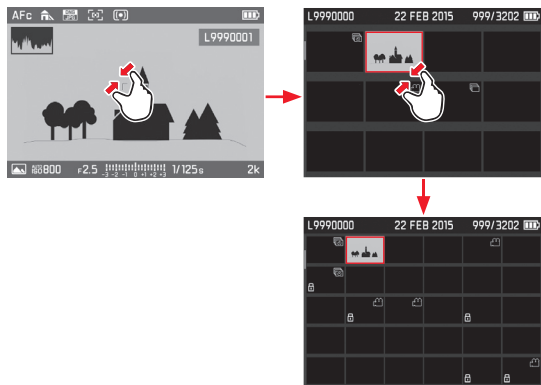 AFc
L9990001
AUTO ISO 800 F2.5 -3 -2 -1 0 +1 +2 +3 1/125s 2k
L9990000 22 FEB 2015 999/3202
L9990000 22 FEB 2015 999/3202